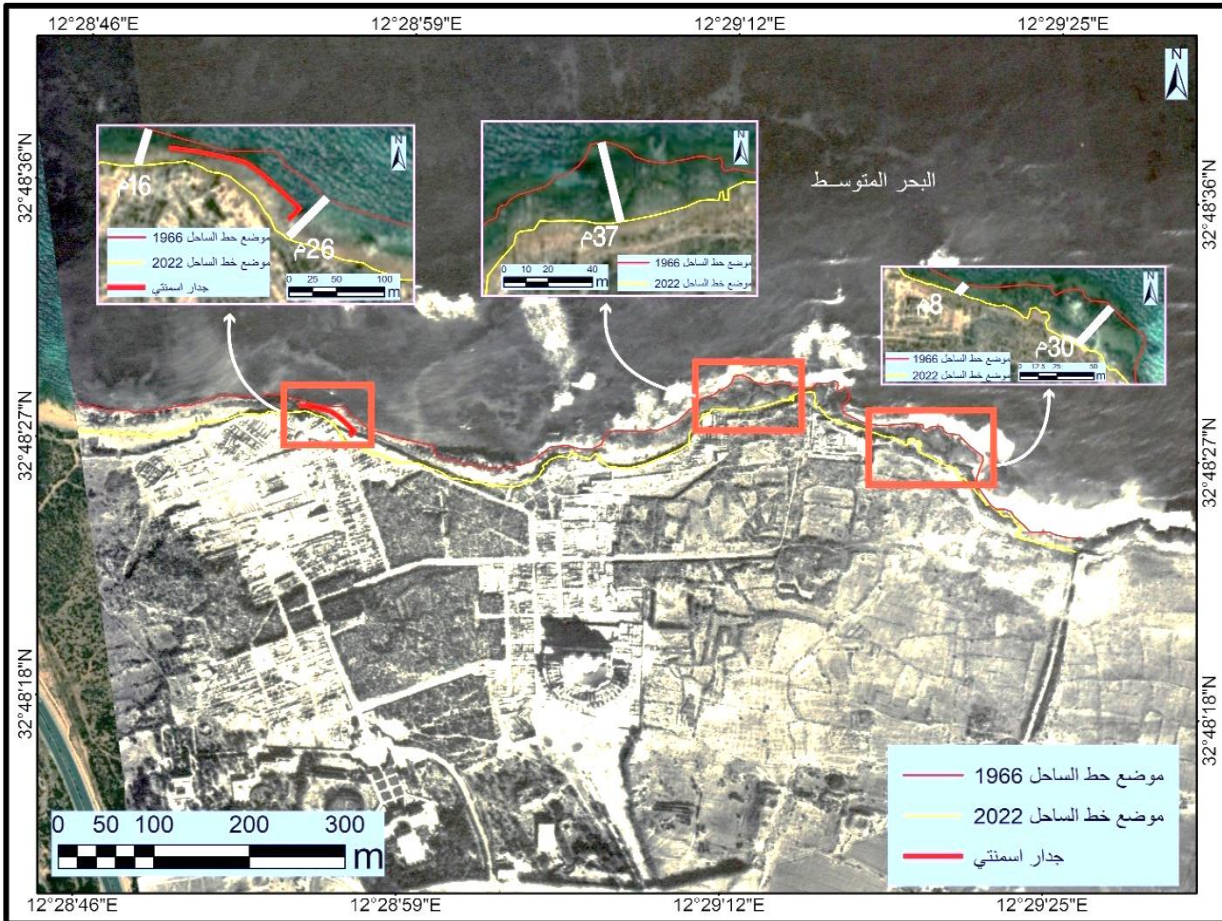 12°28'46"E 12°28'59"E 12°29'12"E 12°29'25"E
32°48'36"N
32°48'27"N
32°48'18"N
N
N
16م
26م
موضع حط الساحل 1966
موضع خط الساحل 2022
جدار اسمنتي
0 25 50 100
m
N
37م
0 10 20 40
m
موضع خط الساحل 1966
موضع خط الساحل 2022
البحر المتوسط
N
8م
30م
موضع خط الساحل 1966
موضع خط الساحل 2022
0 12.5 25 50
m
32°48'36"N
32°48'27"N
32°48'18"N
موضع حط الساحل 1966
موضع خط الساحل 2022
جدار اسمنتي
0 50 100 200 300
m
12°28'46"E 12°28'59"E 12°29'12"E 12°29'25"E